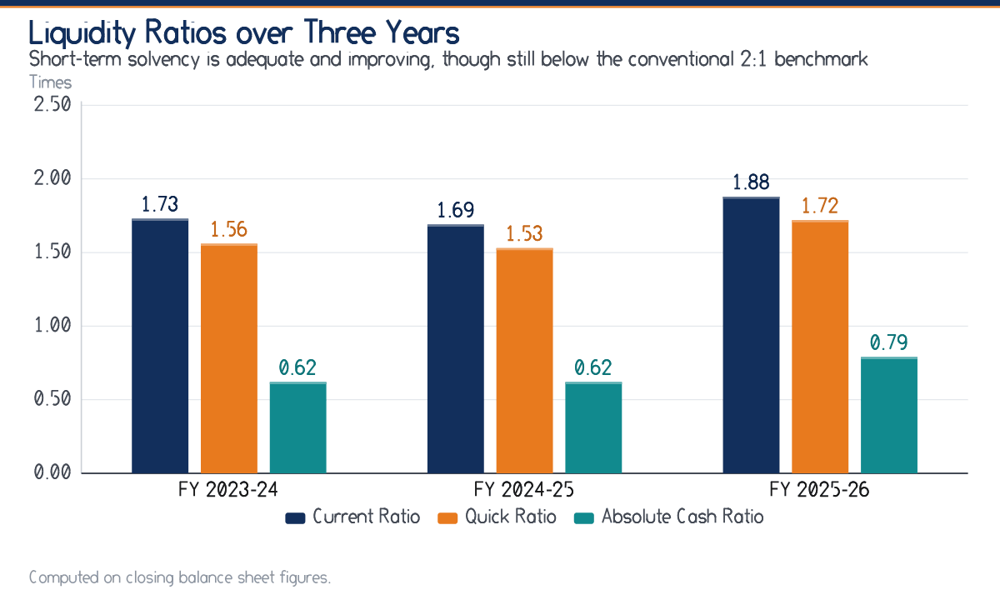 Liquidity Ratios over Three Years
Short-term solvency is adequate and improving, though still below the conventional 2:1 benchmark
Times
2.50
2.00
1.50
1.00
0.50
0.00
1.73
1.56
0.62
1.69
1.53
0.62
1.88
1.72
0.79
FY 2023-24
FY 2024-25
FY 2025-26
Current Ratio
Quick Ratio
Absolute Cash Ratio
Computed on closing balance sheet figures.